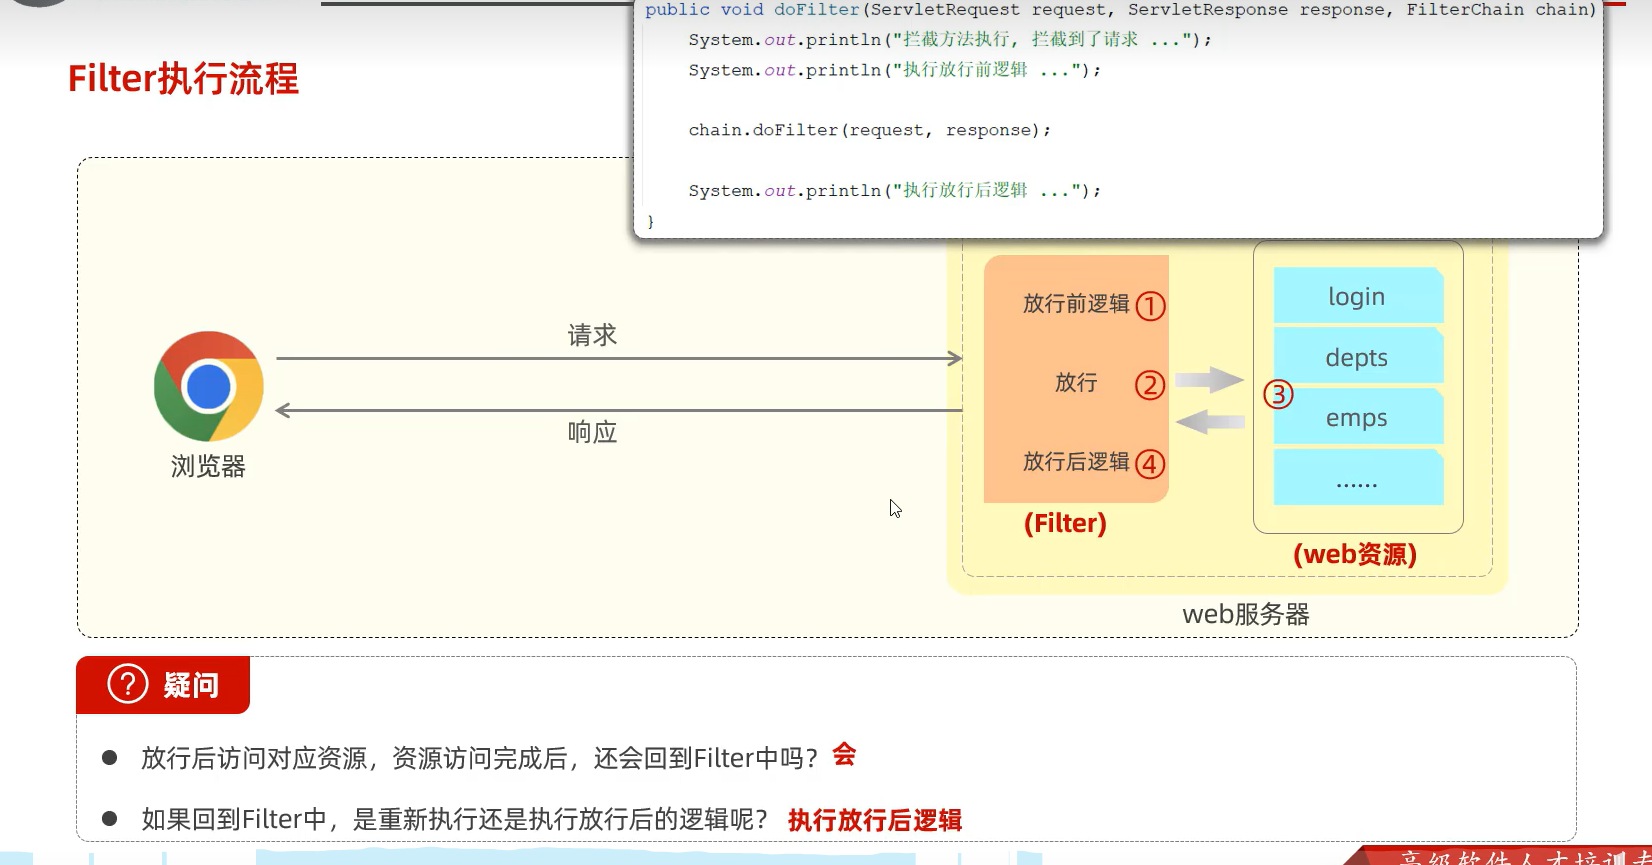 public void doFilter(ServletRequest request, ServletResponse response, FilterChain chain)
System.out.println("拦截方法执行, 拦截到了请求 ...");
System.out.println("执行放行前逻辑 ...");
chain.doFilter(request, response);
System.out.println("执行放行后逻辑 ...");
}
Filter执行流程
浏览器
请求
响应
放行前逻辑 ①
放行 ②
放行后逻辑 ④
(Filter)
③
login
depts
emps
......
(web资源)
web服务器
? 疑问
● 放行后访问对应资源，资源访问完成后，还会回到Filter中吗？ 会
● 如果回到Filter中，是重新执行还是执行放行后的逻辑呢？ 执行放行后逻辑
高级软件人才培训专